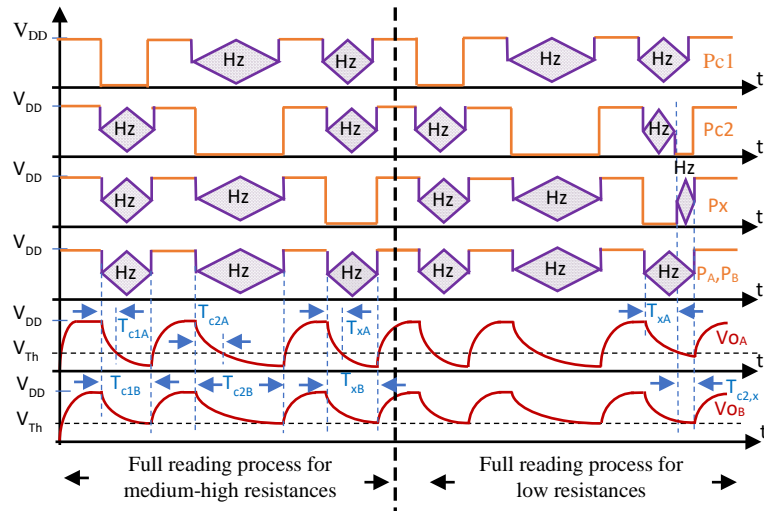 V_DD Hz Hz Hz Hz Pc1 t
V_DD Hz Hz Hz Hz Pc2 t
Hz
V_DD Hz Hz Hz Hz Px t
V_DD Hz Hz Hz Hz Hz Hz P_A,P_B t
T_c1A T_c2A T_xA T_xA
V_DD V_Th Vo_A t
V_DD T_c1B T_c2B T_xB T_c2,x
V_Th Vo_B t
Full reading process for
medium-high resistances
Full reading process for
low resistances